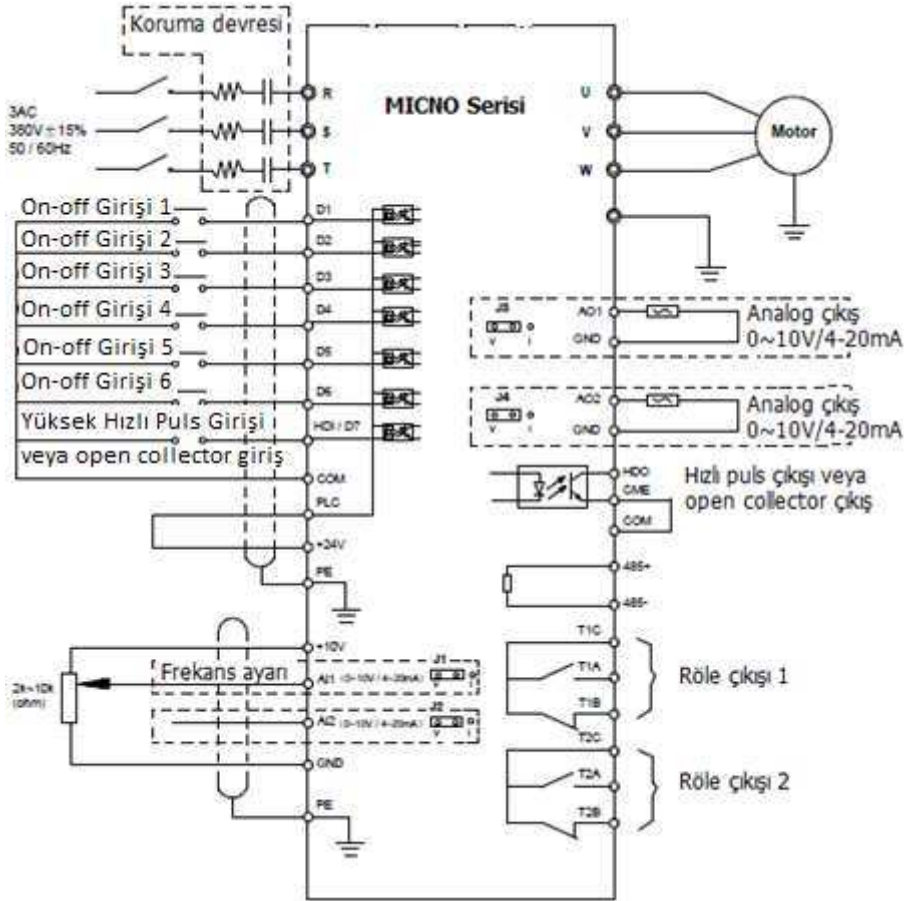 Koruma devresi
3AC
380V ± 15%
50 / 60Hz
R
S
T
MICNO Serisi
U
V
W
Motor
On-off Girişi 1
D1
On-off Girişi 2
D2
On-off Girişi 3
D3
On-off Girişi 4
D4
On-off Girişi 5
D5
On-off Girişi 6
D6
Yüksek Hızlı Puls Girişi
veya open collector giriş
HDI / D7
COM
PLC
+24V
PE
J3
V I
AO1
GND
Analog çıkış
0~10V/4-20mA
J4
V I
AO2
GND
Analog çıkış
0~10V/4-20mA
HDO
CME
COM
Hızlı puls çıkışı veya
open collector çıkış
485+
485-
+10V
2k~10k
(ohm)
Frekans ayarı
AI1 (0~10V / 4~20mA)
J1
V I
AI2 (0~10V / 4~20mA)
J2
V I
GND
PE
T1C
T1A
T1B
Röle çıkışı 1
T2C
T2A
T2B
Röle çıkışı 2